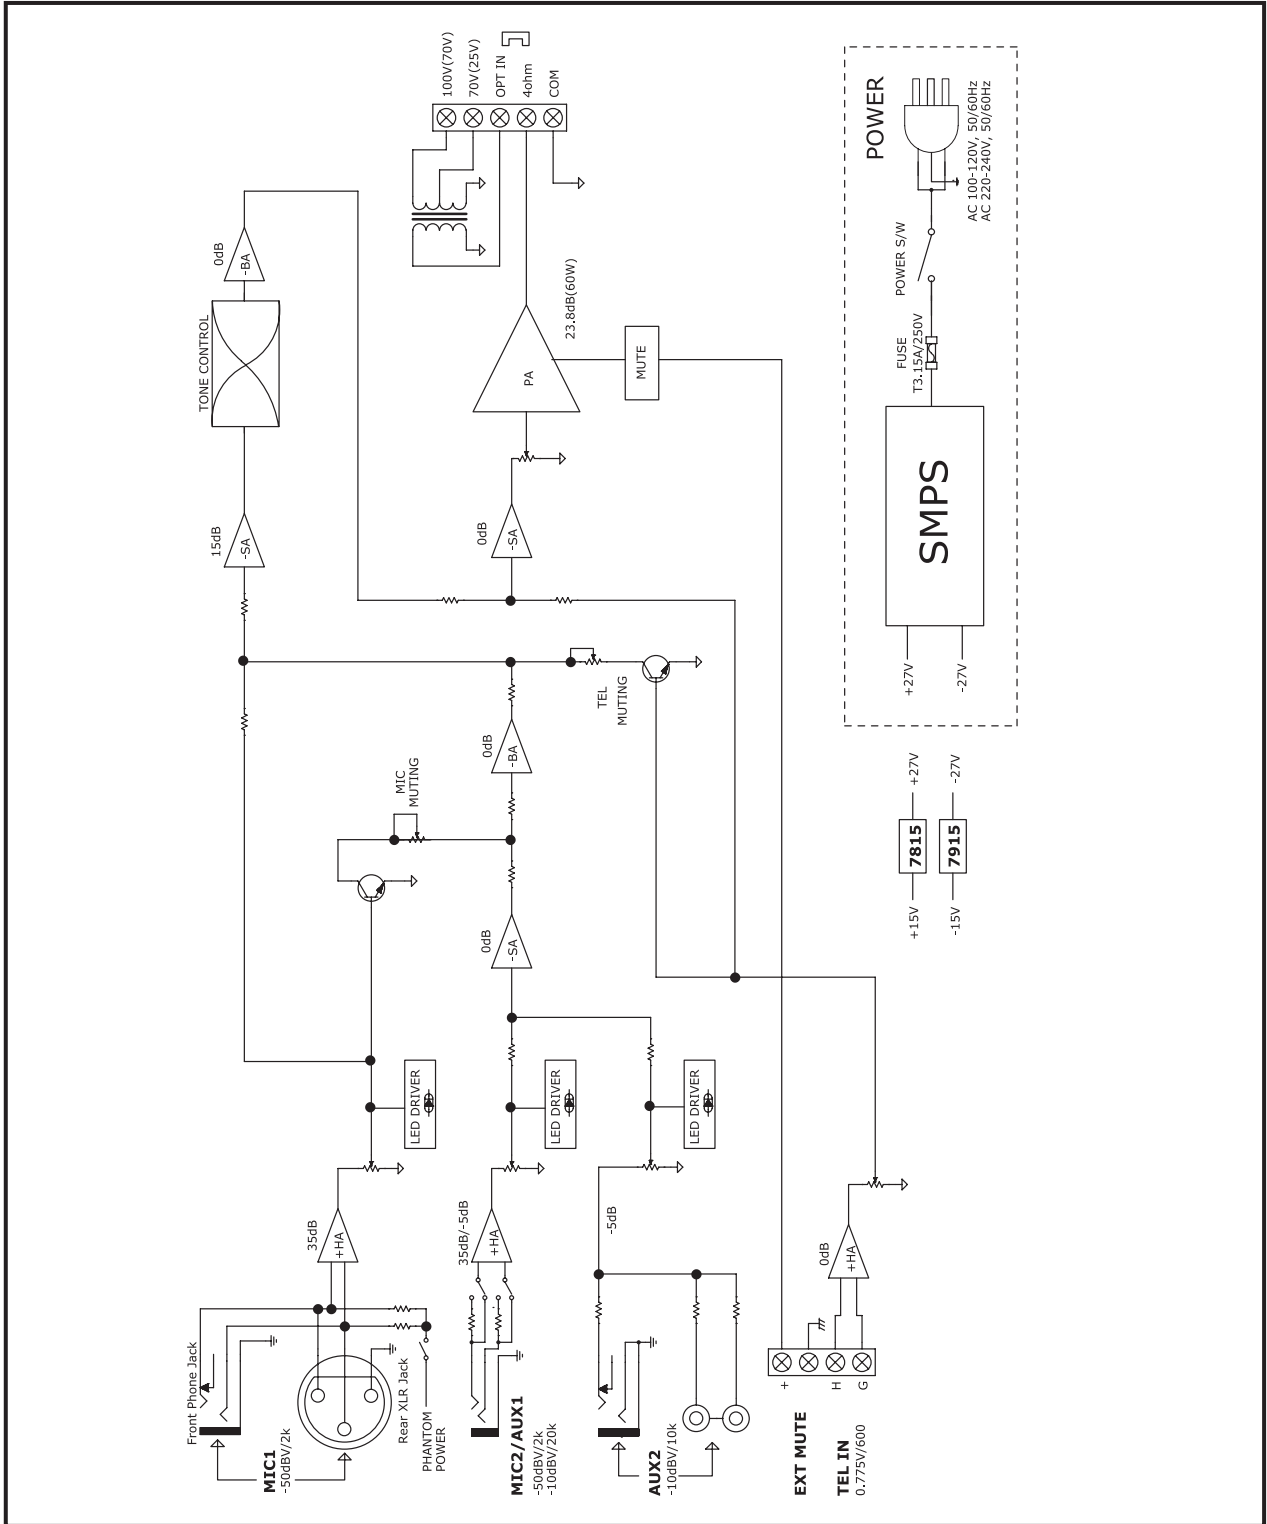 100V(70V)
70V(25V)
OPT IN
4ohm
COM
POWER
AC 100-120V, 50/60Hz
AC 220-240V, 50/60Hz
POWER S/W
FUSE
T3.15A/250V
SMPS
+27V
-27V
+27V
7815
+15V
-27V
7915
-15V
0dB
-BA
TONE CONTROL
15dB
-SA
23.8dB(60W)
PA
MUTE
0dB
-SA
TEL
MUTING
0dB
-BA
MIC
MUTING
0dB
-SA
LED DRIVER
LED DRIVER
LED DRIVER
35dB
+HA
35dB/-5dB
+HA
-5dB
0dB
+HA
Front Phone Jack
Rear XLR Jack
PHANTOM
POWER
MIC1
-50dBV/2k
MIC2/AUX1
-50dBV/2k
-10dBV/20k
AUX2
-10dBV/10k
+
H
G
EXT MUTE
TEL IN
0.775V/600